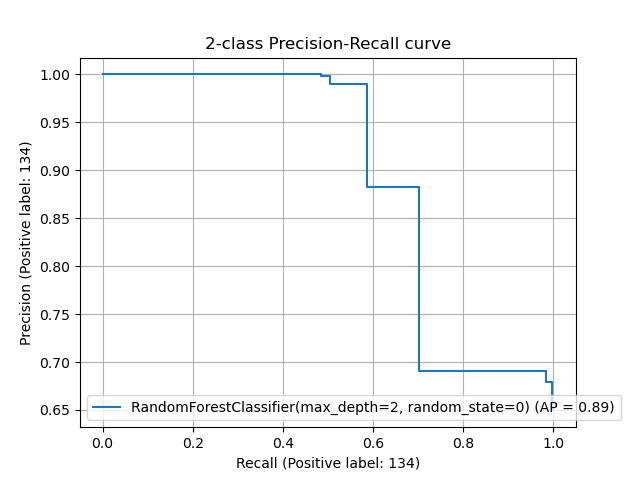 2-class Precision-Recall curve
1.00
0.95
0.90
0.85
0.80
0.75
0.70
0.65
Precision (Positive label: 134)
RandomForestClassifier(max_depth=2, random_state=0) (AP = 0.89)
0.0 0.2 0.4 0.6 0.8 1.0
Recall (Positive label: 134)